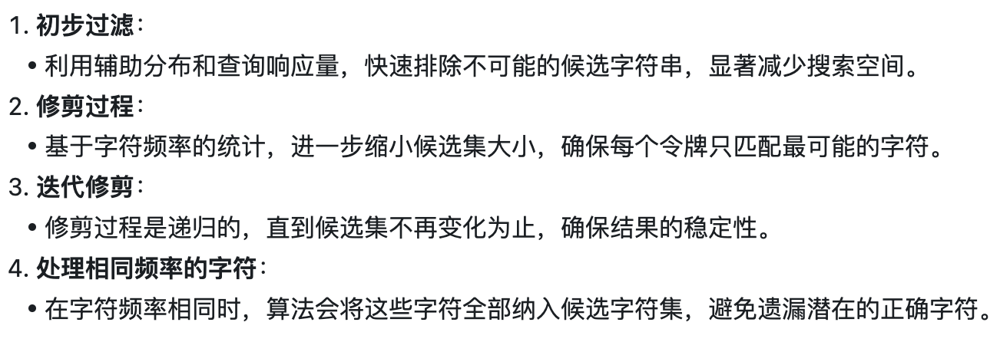 1. 初步过滤：
• 利用辅助分布和查询响应量，快速排除不可能的候选字符串，显著减少搜索空间。
2. 修剪过程：
• 基于字符频率的统计，进一步缩小候选集大小，确保每个令牌只匹配最可能的字符。
3. 迭代修剪：
• 修剪过程是递归的，直到候选集不再变化为止，确保结果的稳定性。
4. 处理相同频率的字符：
• 在字符频率相同时，算法会将这些字符全部纳入候选字符集，避免遗漏潜在的正确字符。